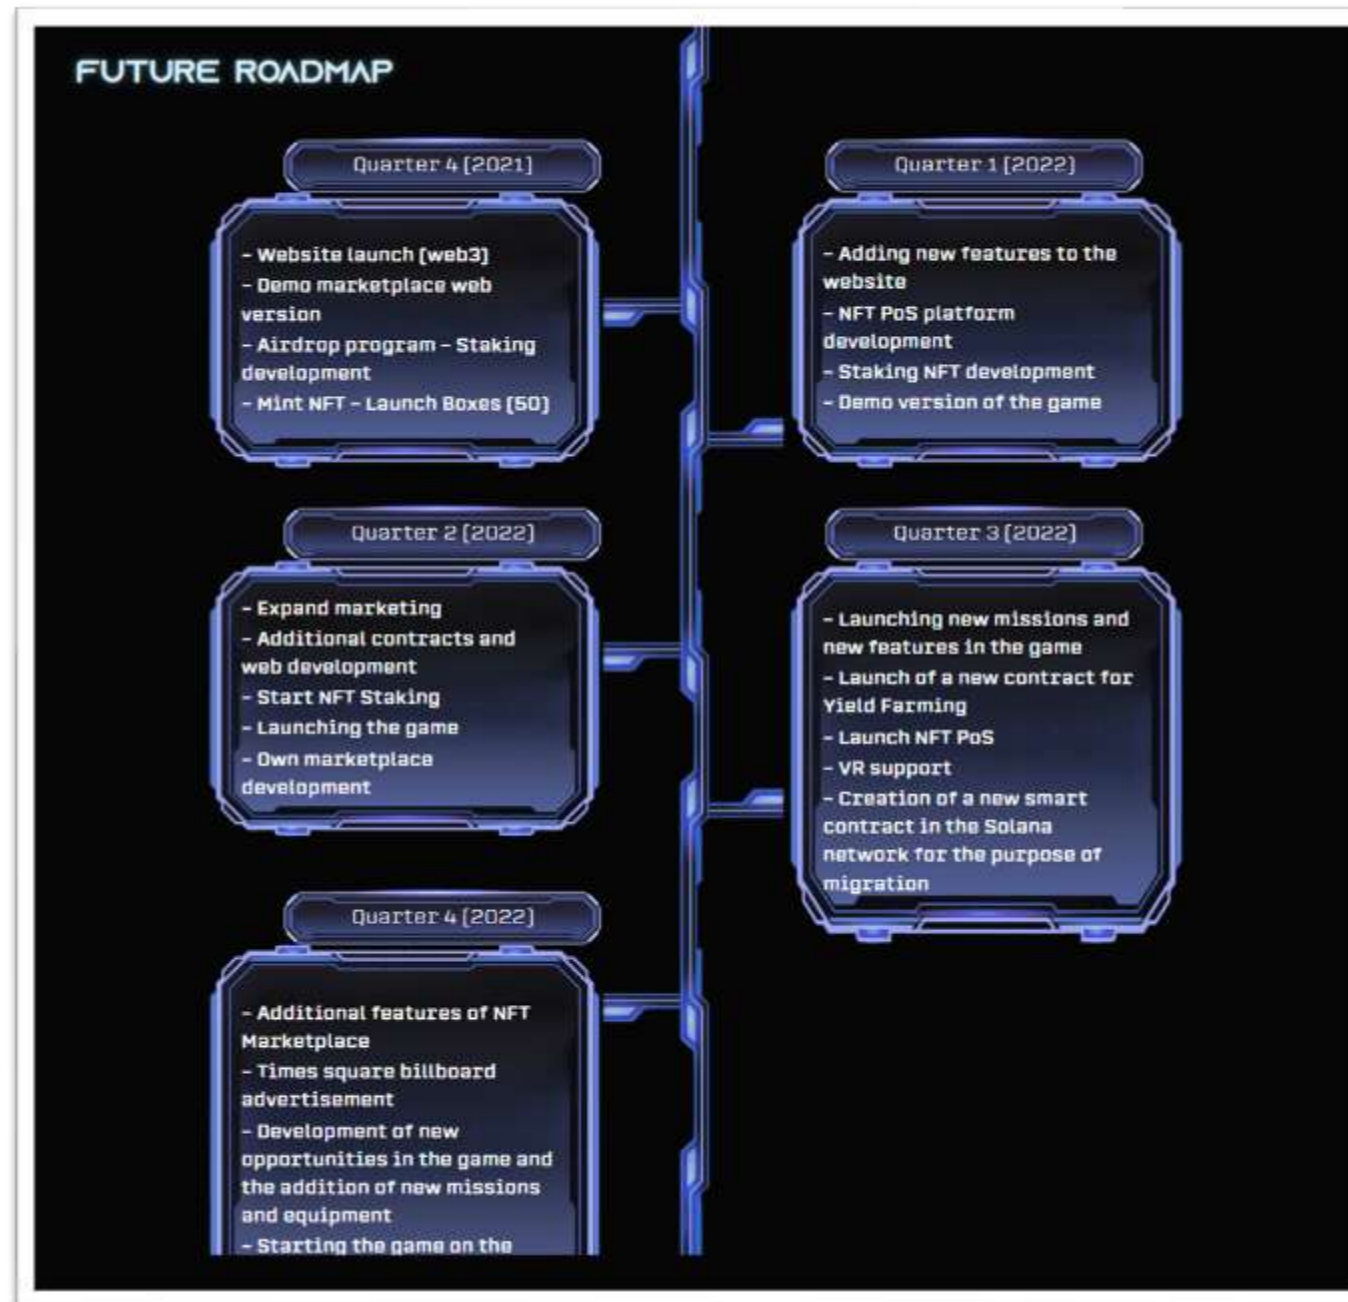 FUTURE ROADMAP
Quarter 4 (2021)
- Website launch (web3)
- Demo marketplace web
version
- Airdrop program - Staking
development
- Mint NFT - Launch Boxes (50)
Quarter 1 (2022)
- Adding new features to the
website
- NFT PoS platform
development
- Staking NFT development
- Demo version of the game
Quarter 2 (2022)
- Expand marketing
- Additional contracts and
web development
- Start NFT Staking
- Launching the game
- Own marketplace
development
Quarter 3 (2022)
- Launching new missions and
new features in the game
- Launch of a new contract for
Yield Farming
- Launch NFT PoS
- VR support
- Creation of a new smart
contract in the Solana
network for the purpose of
migration
Quarter 4 (2022)
- Additional features of NFT
Marketplace
- Times square billboard
advertisement
- Development of new
opportunities in the game and
the addition of new missions
and equipment
- Starting the game on the